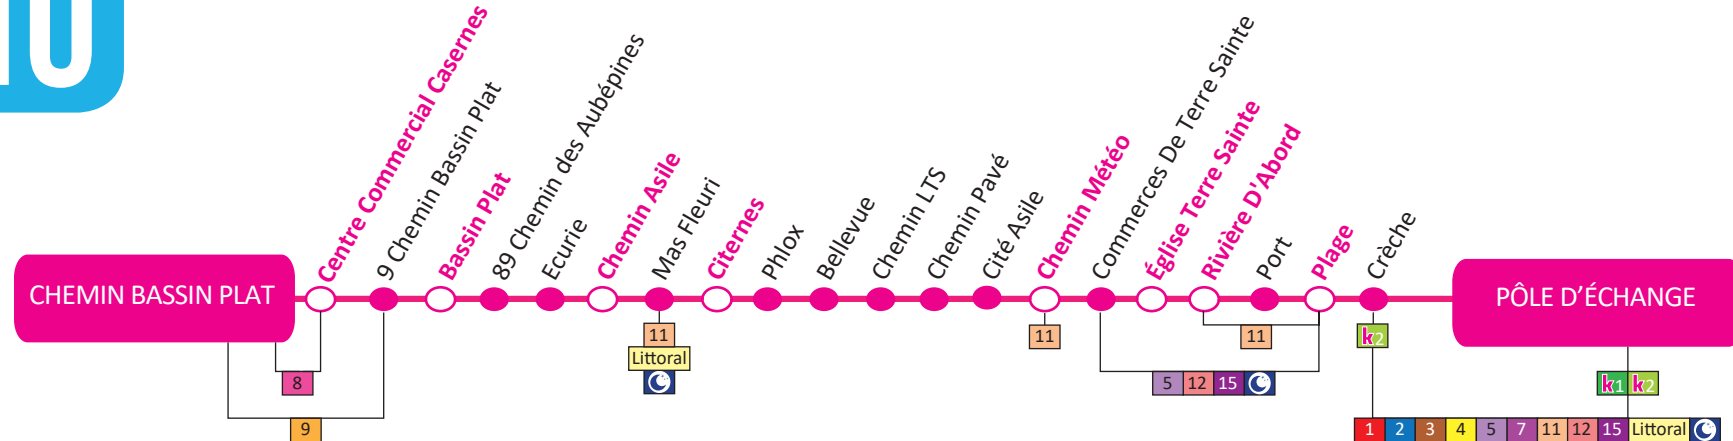 Centre Commercial Casernes
9 Chemin Bassin Plat
Bassin Plat
89 Chemin des Aubépines
Ecurie
Chemin Asile
Mas Fleuri
Citernes
Phlox
Bellevue
Chemin LTS
Chemin Pavé
Cité Asile
Chemin Météo
Commerces De Terre Sainte
Église Terre Sainte
Rivière D'Abord
Port
Plage
Crèche
CHEMIN BASSIN PLAT
PÔLE D’ÉCHANGE
11
Littoral
11
11
k2
8
5 12 15
k1 k2
9
1 2 3 4 5 7 11 12 15 Littoral